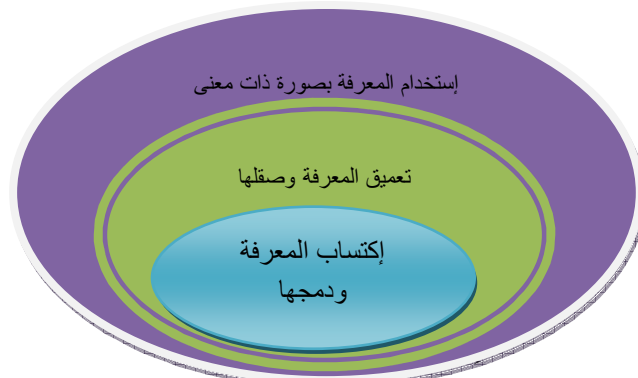 إستخدام المعرفة بصورة ذات معنى
تعميق المعرفة وصقلها
إكتساب المعرفة
ودمجها